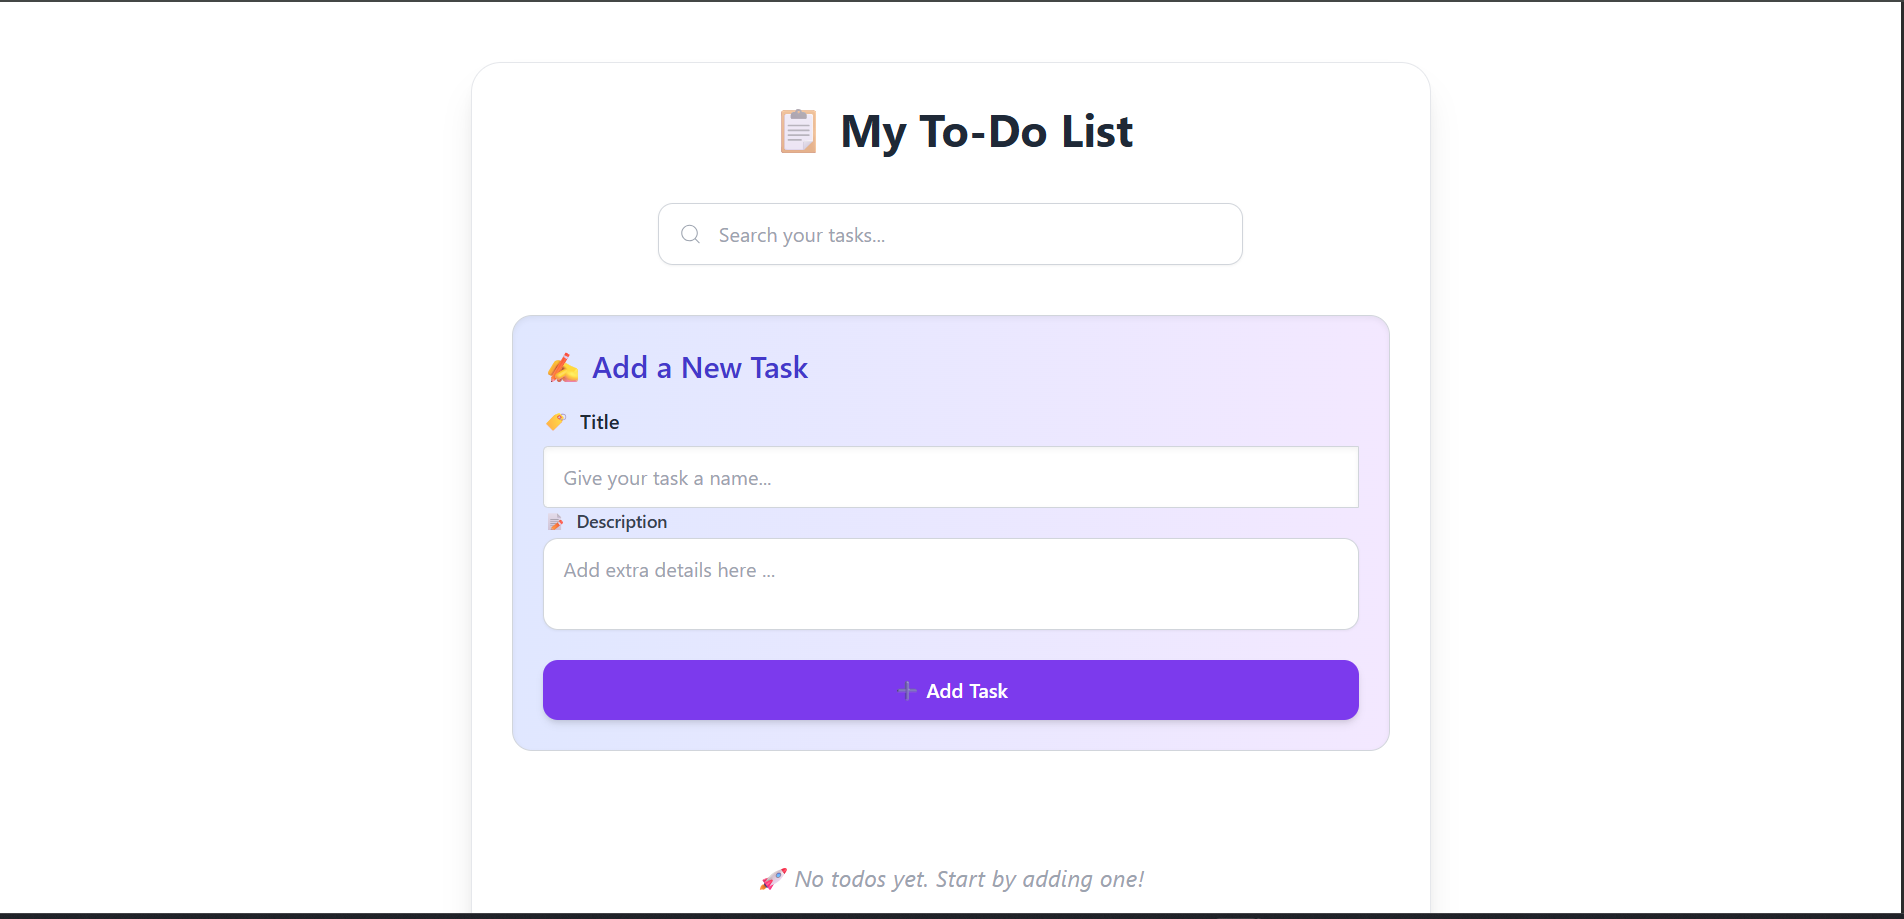 📋 My To-Do List
Search your tasks...
✍️ Add a New Task
🏷️ Title
Give your task a name...
📝 Description
Add extra details here ...
➕ Add Task
🚀 No todos yet. Start by adding one!